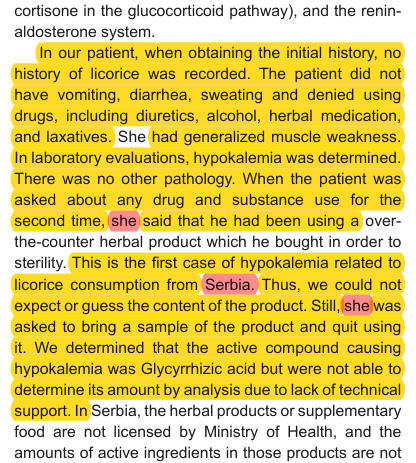 cortisone in the glucocorticoid pathway), and the renin-
aldosterone system.
In our patient, when obtaining the initial history, no
history of licorice was recorded. The patient did not
have vomiting, diarrhea, sweating and denied using
drugs, including diuretics, alcohol, herbal medication,
and laxatives. She had generalized muscle weakness.
In laboratory evaluations, hypokalemia was determined.
There was no other pathology. When the patient was
asked about any drug and substance use for the
second time, she said that he had been using a over-
the-counter herbal product which he bought in order to
sterility. This is the first case of hypokalemia related to
licorice consumption from Serbia. Thus, we could not
expect or guess the content of the product. Still, she was
asked to bring a sample of the product and quit using
it. We determined that the active compound causing
hypokalemia was Glycyrrhizic acid but were not able to
determine its amount by analysis due to lack of technical
support. In Serbia, the herbal products or supplementary
food are not licensed by Ministry of Health, and the
amounts of active ingredients in those products are not